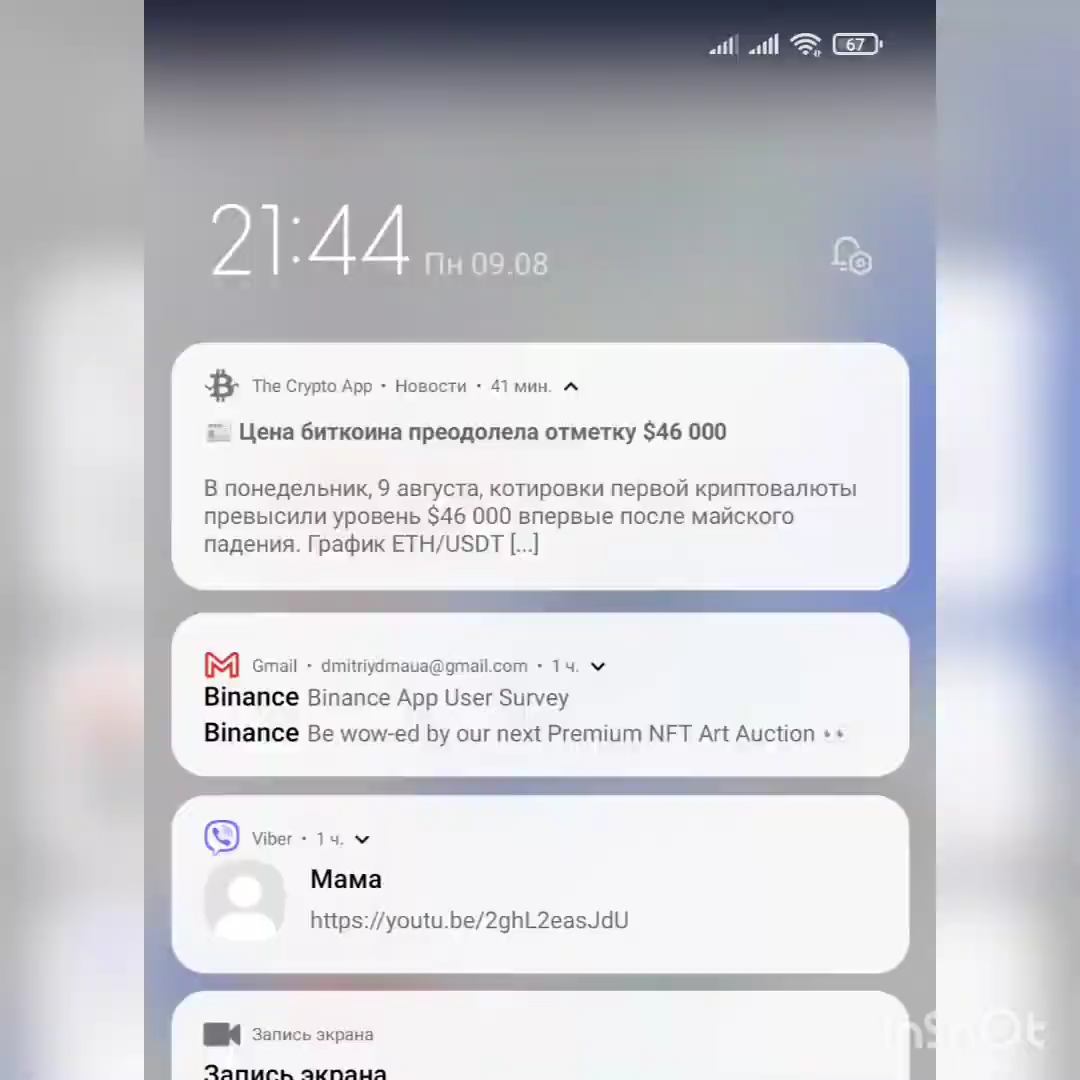 67
21:44 Пн 09.08
The Crypto App • Новости • 41 мин.
Цена биткоина преодолела отметку $46 000
В понедельник, 9 августа, котировки первой криптовалюты
превысили уровень $46 000 впервые после майского
падения. График ETH/USDT [...]
Gmail • dmitriydmaua@gmail.com • 1 ч.
Binance Binance App User Survey
Binance Be wow-ed by our next Premium NFT Art Auction 👀
Viber • 1 ч.
Мама
https://youtu.be/2ghL2easJdU
Запись экрана
Запись экрана
InShOt